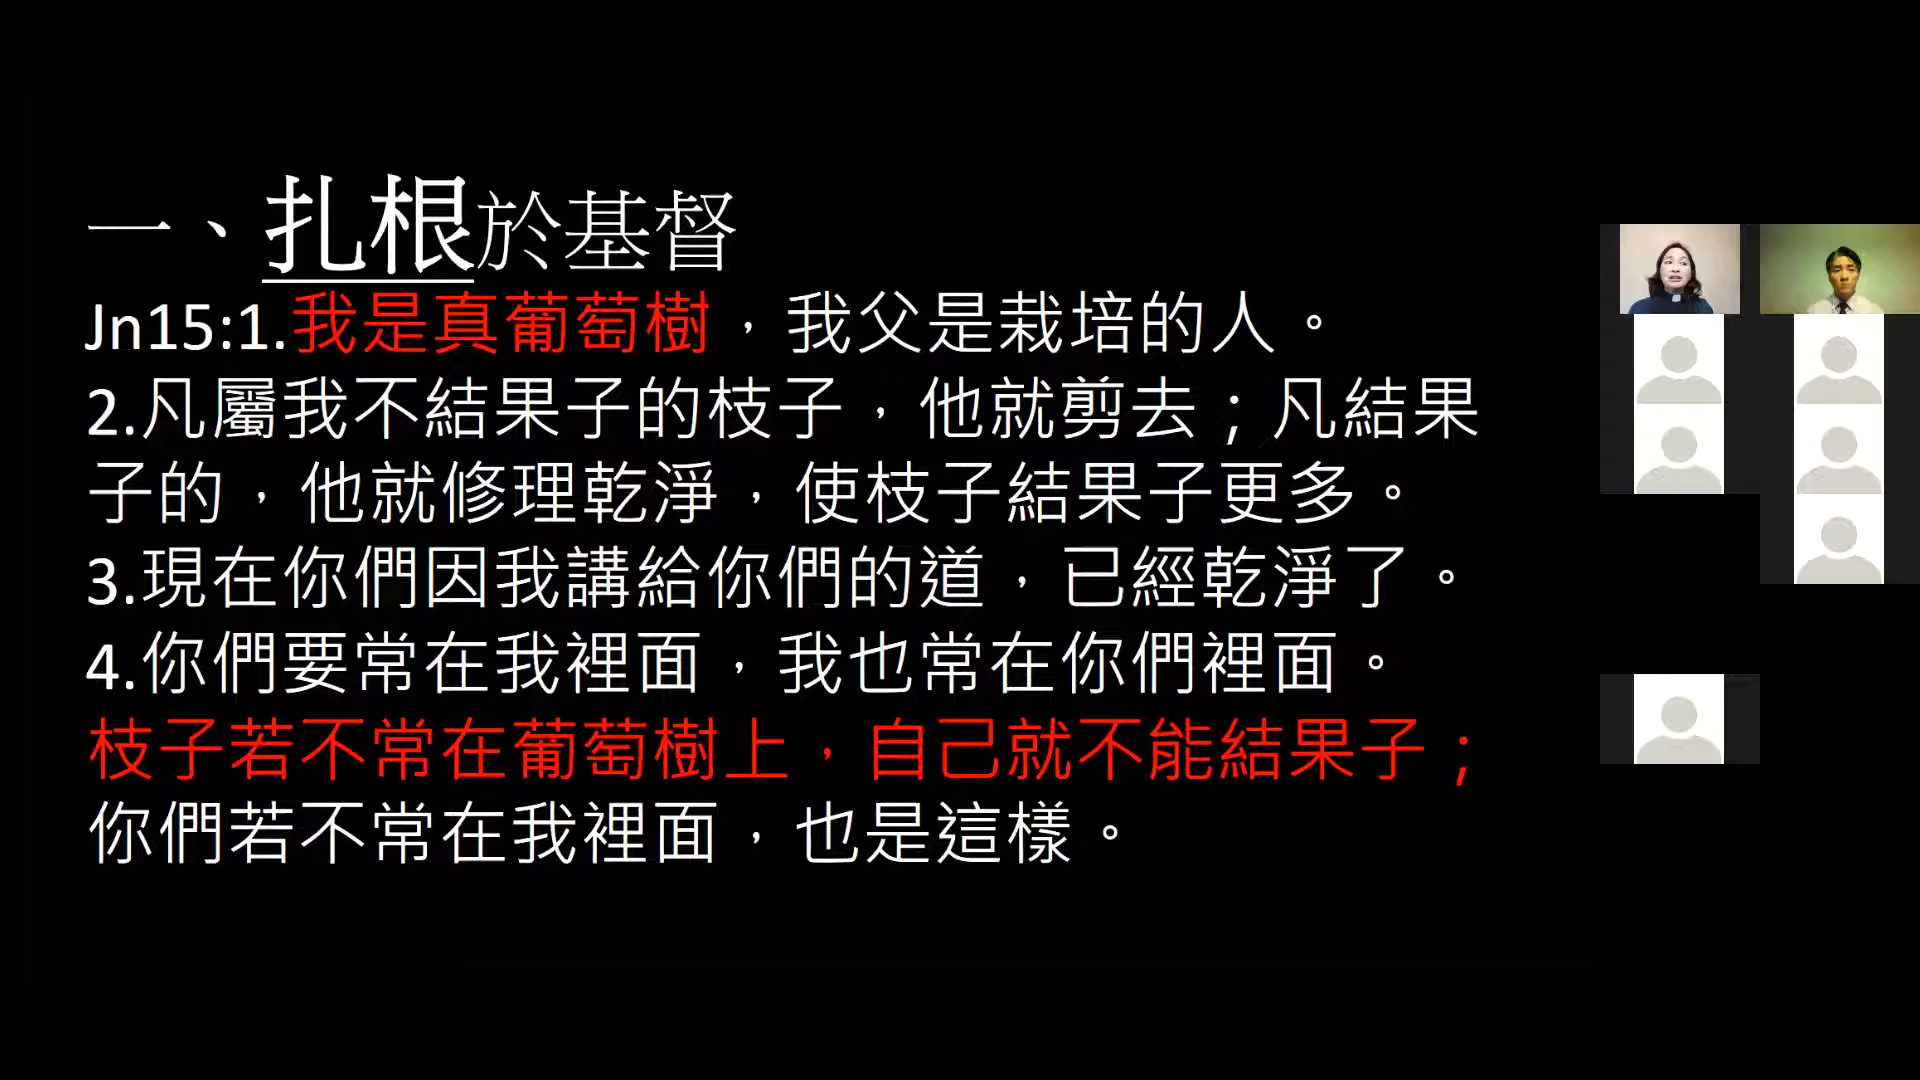 一、扎根於基督
Jn15:1.我是真葡萄樹，我父是栽培的人。
2.凡屬我不結果子的枝子，他就剪去；凡結果
子的，他就修理乾淨，使枝子結果子更多。
3.現在你們因我講給你們的道，已經乾淨了。
4.你們要常在我裡面，我也常在你們裡面。
枝子若不常在葡萄樹上，自己就不能結果子；
你們若不常在我裡面，也是這樣。